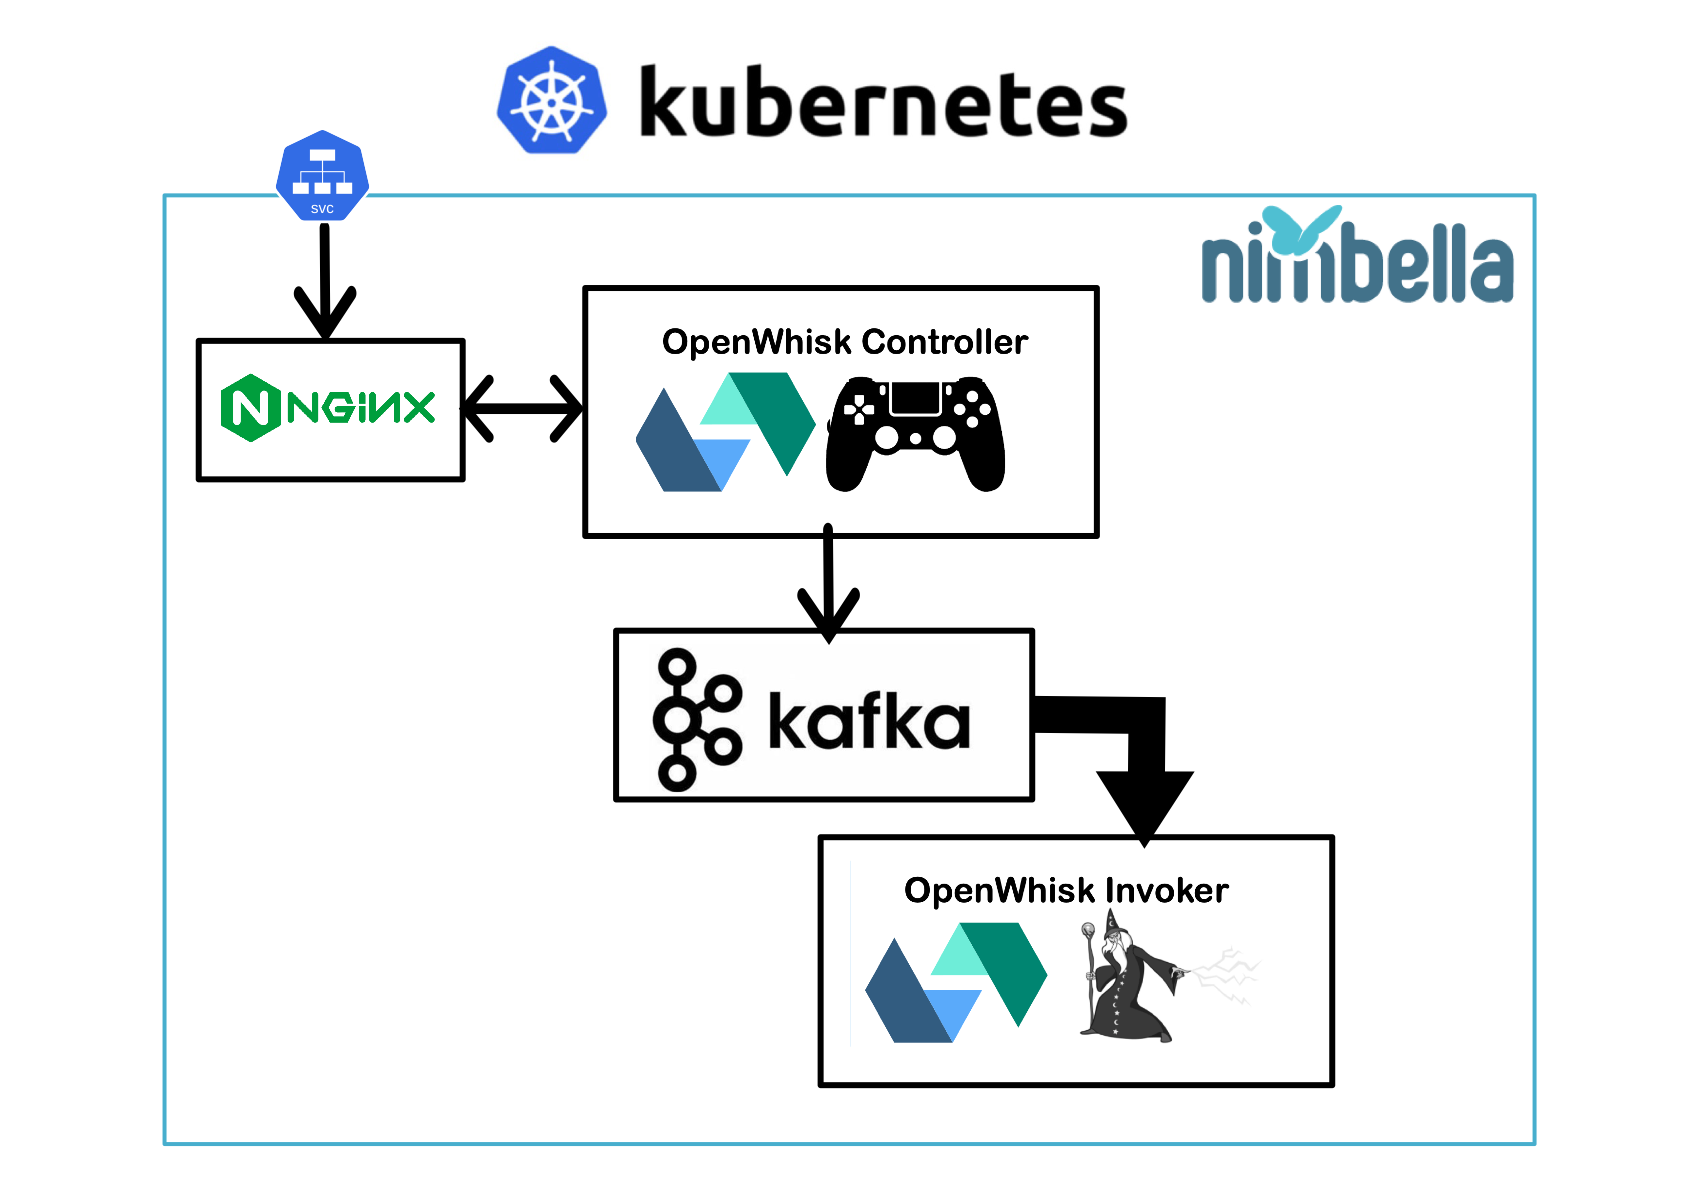 kubernetes
svc
nimbella
OpenWhisk Controller
N NGINX
kafka
OpenWhisk Invoker